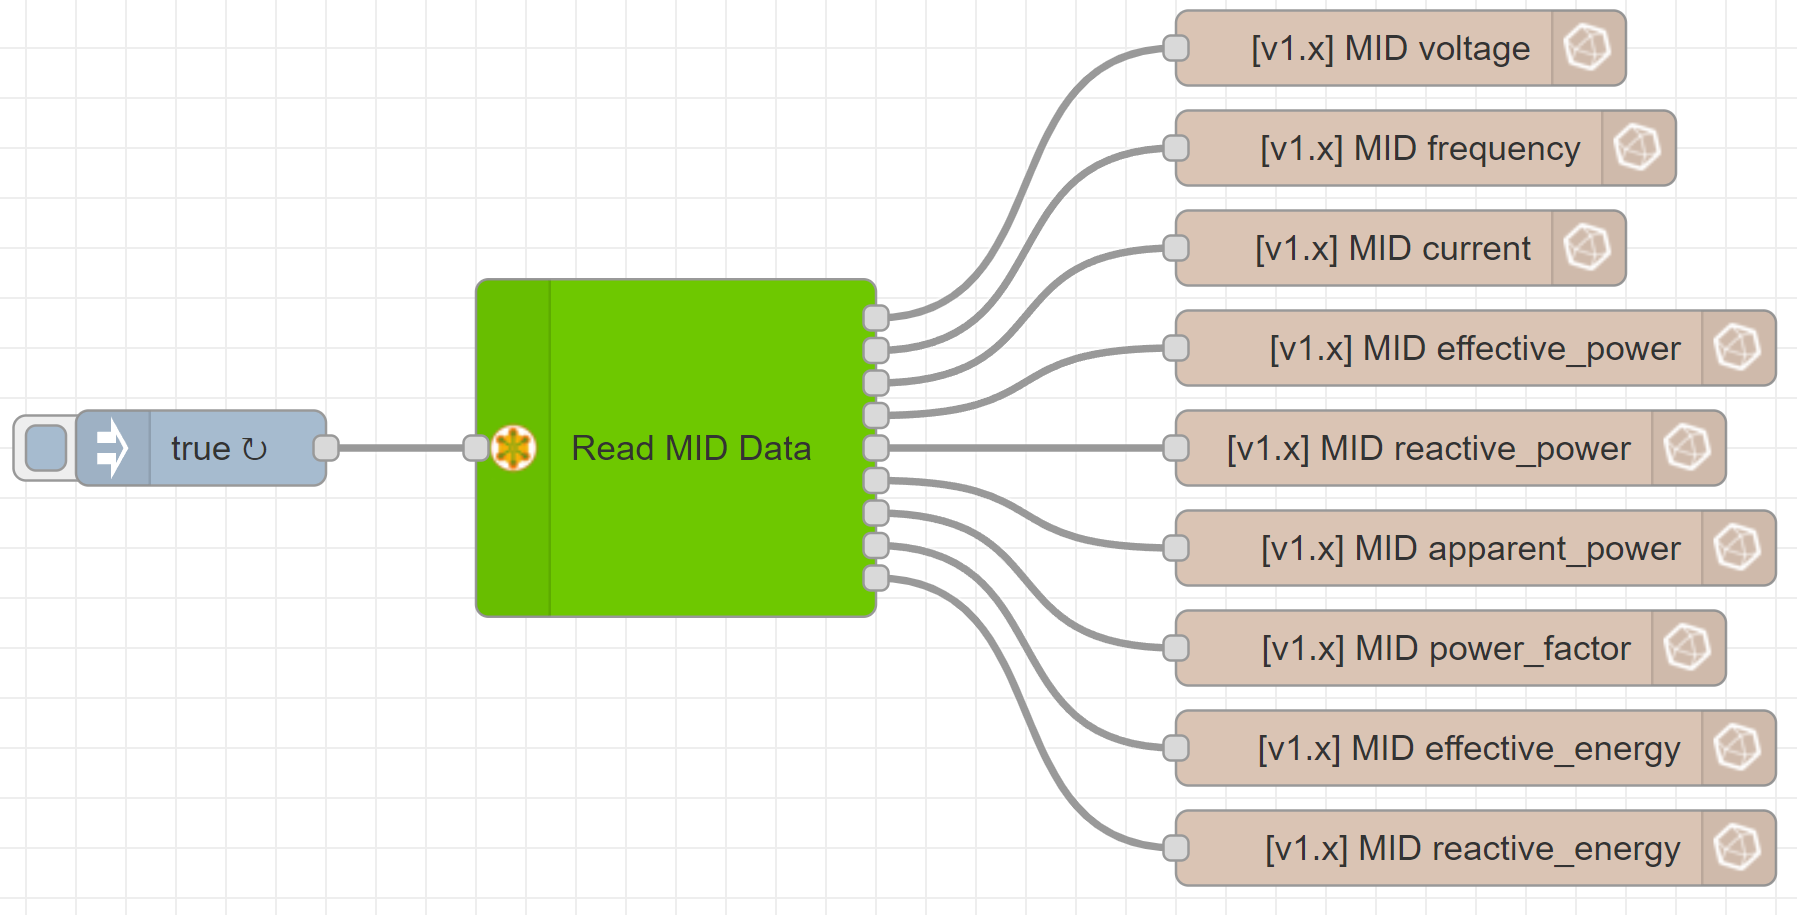 [v1.x] MID voltage
[v1.x] MID frequency
[v1.x] MID current
[v1.x] MID effective_power
true ↻
Read MID Data
[v1.x] MID reactive_power
[v1.x] MID apparent_power
[v1.x] MID power_factor
[v1.x] MID effective_energy
[v1.x] MID reactive_energy